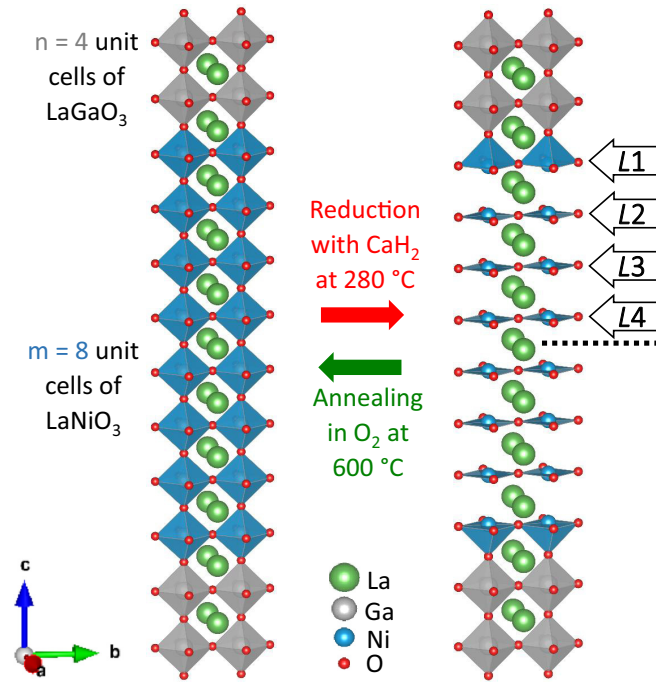 n = 4 unit
cells of
LaGaO₃
m = 8 unit
cells of
LaNiO₃
Reduction
with CaH₂
at 280 °C
Annealing
in O₂ at
600 °C
L1
L2
L3
L4
c
b
a
La
Ga
Ni
O